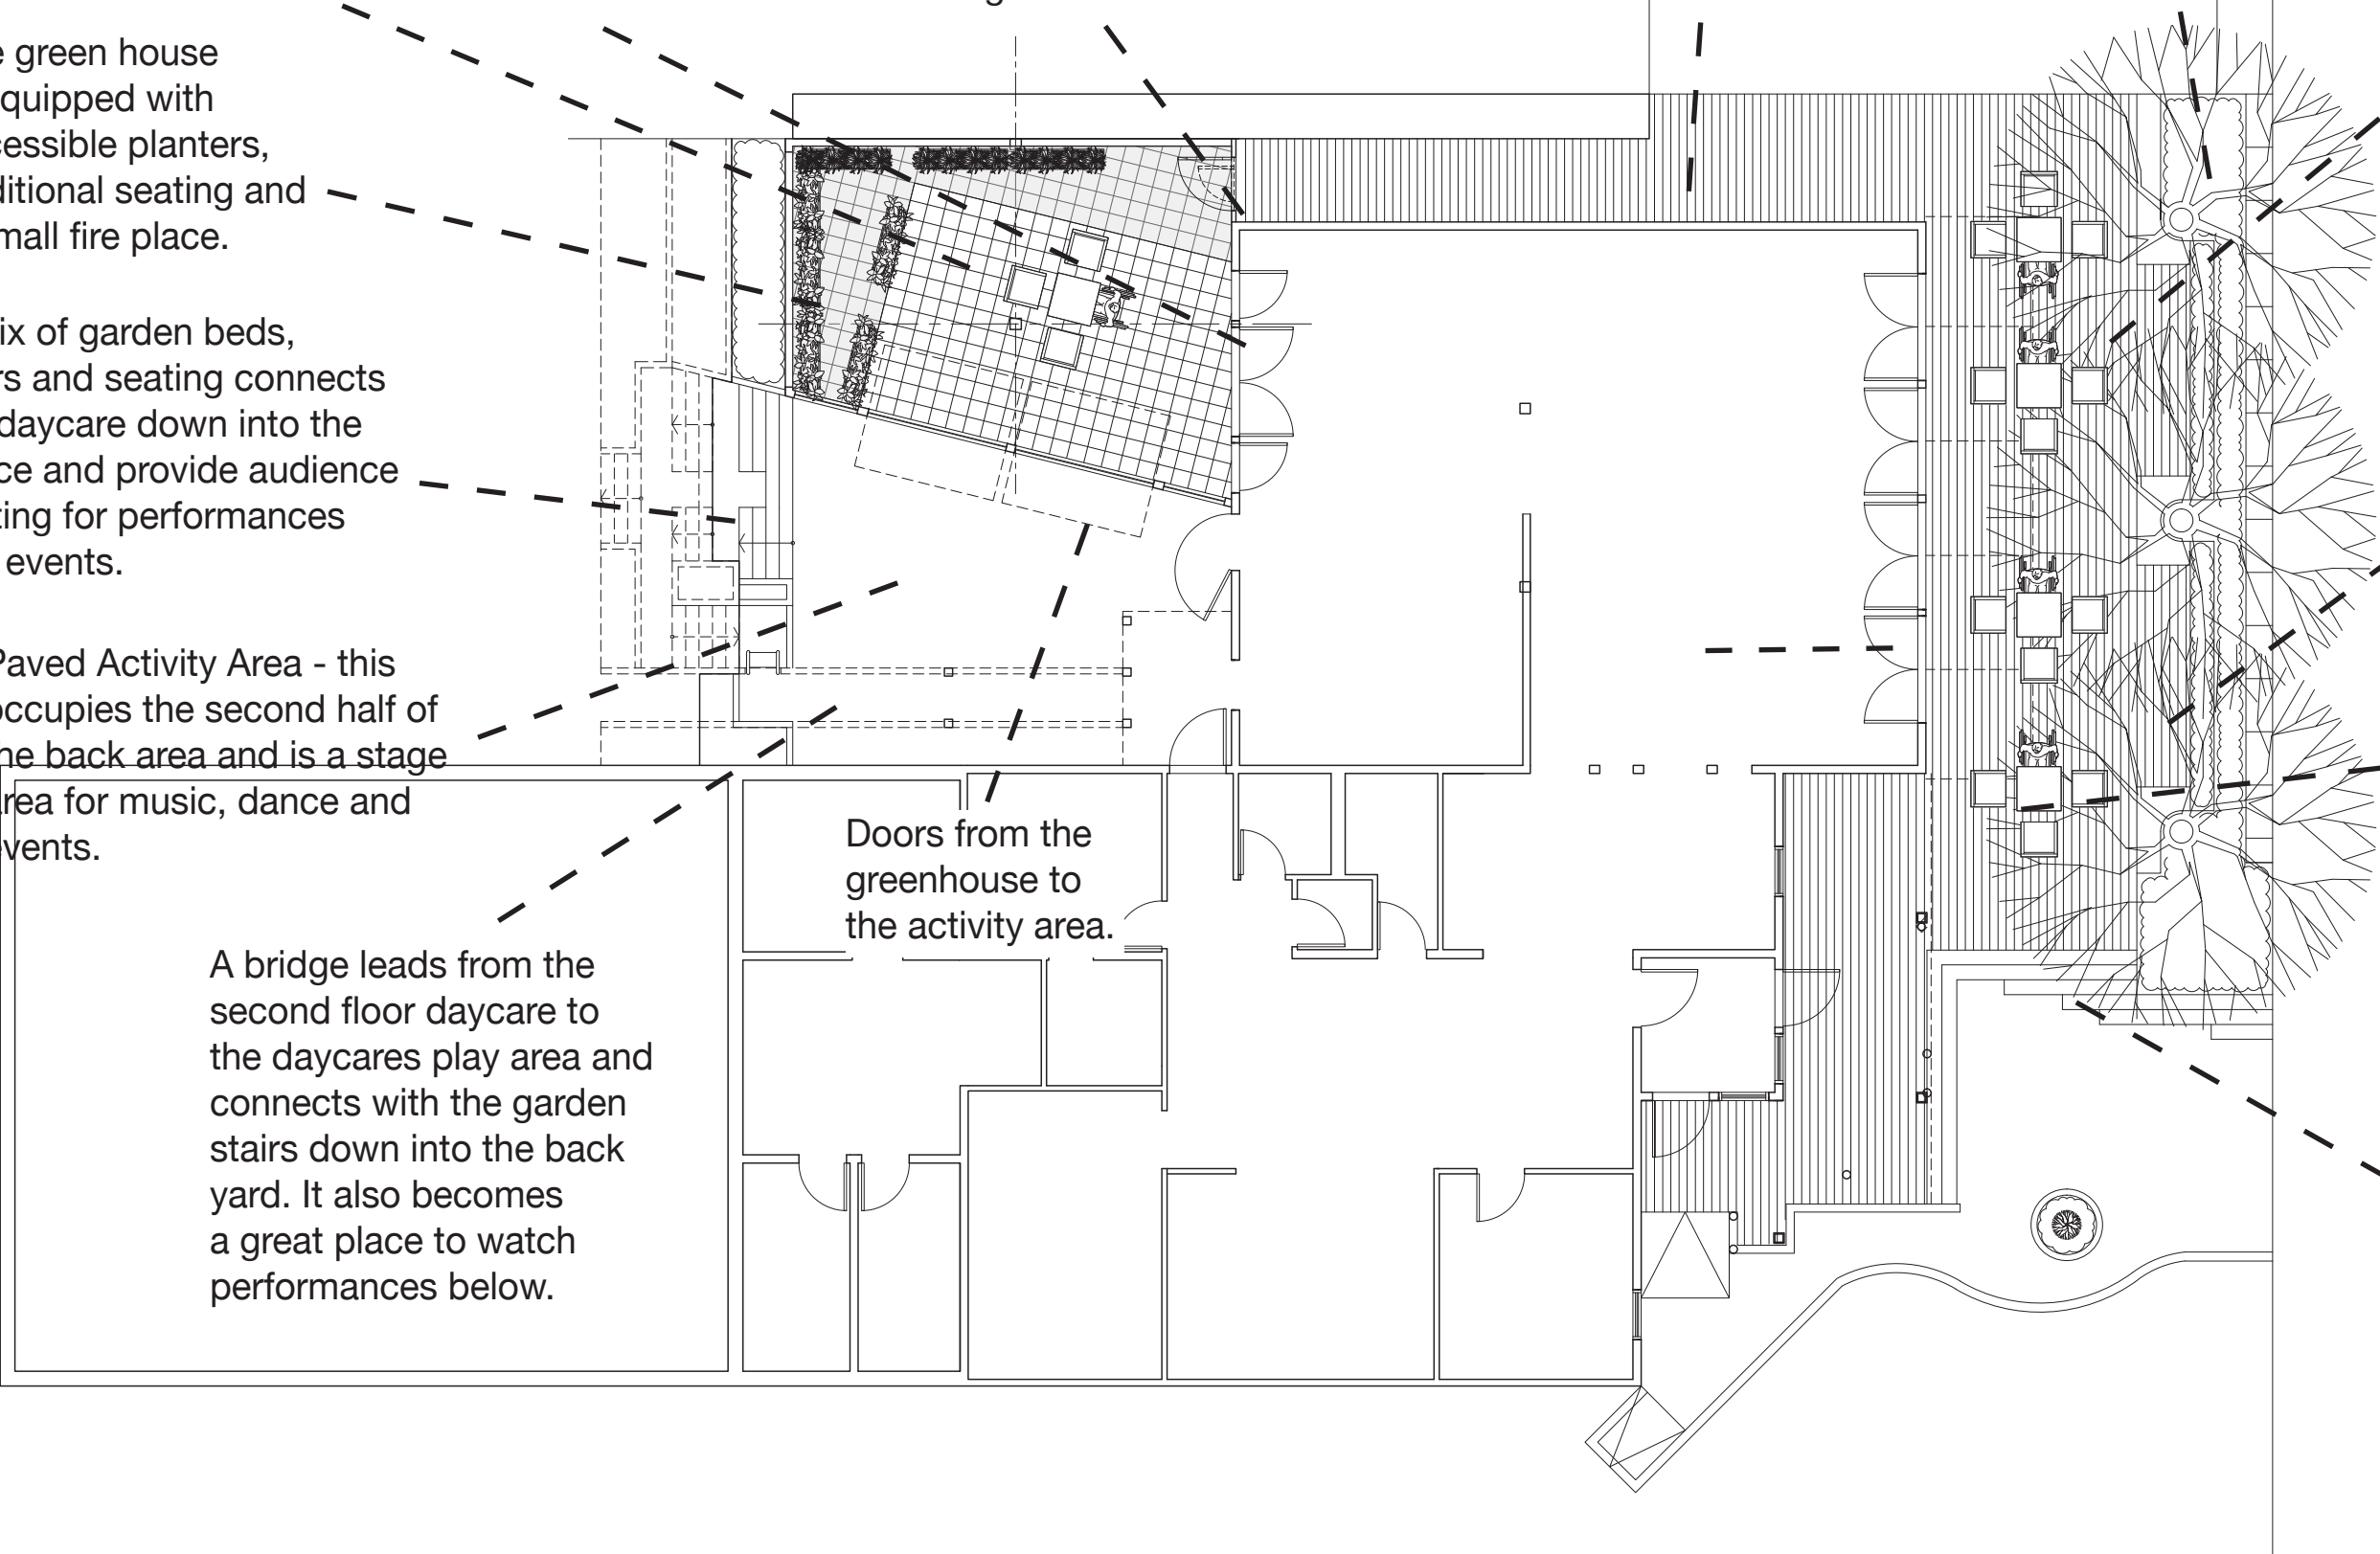 g
green house
quipped with
cessible planters,
ditional seating and
mall fire place.
ix of garden beds,
rs and seating connects
daycare down into the
ce and provide audience
ting for performances
events.
Paved Activity Area - this
occupies the second half of
he back area and is a stage
area for music, dance and
events.
Doors from the
greenhouse to
the activity area.
A bridge leads from the
second floor daycare to
the daycares play area and
connects with the garden
stairs down into the back
yard. It also becomes
a great place to watch
performances below.